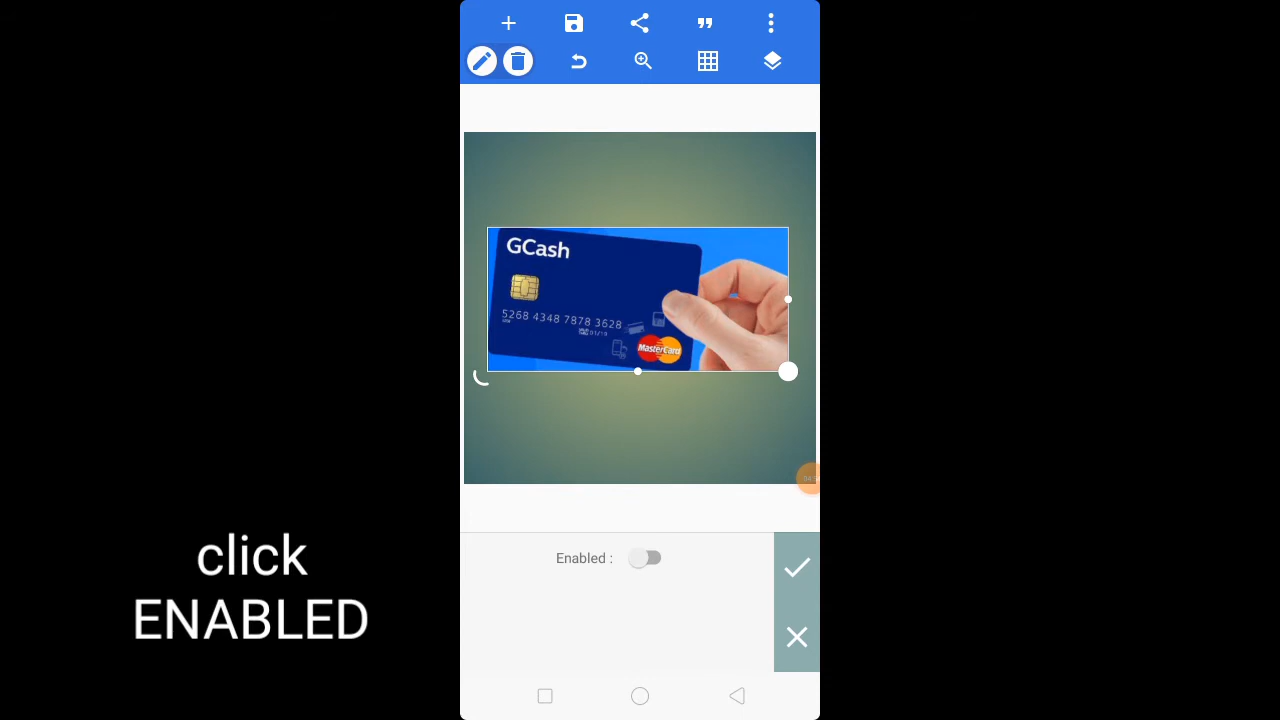 GCash
5268 4348 7878 3628
MasterCard
Enabled :
click
ENABLED